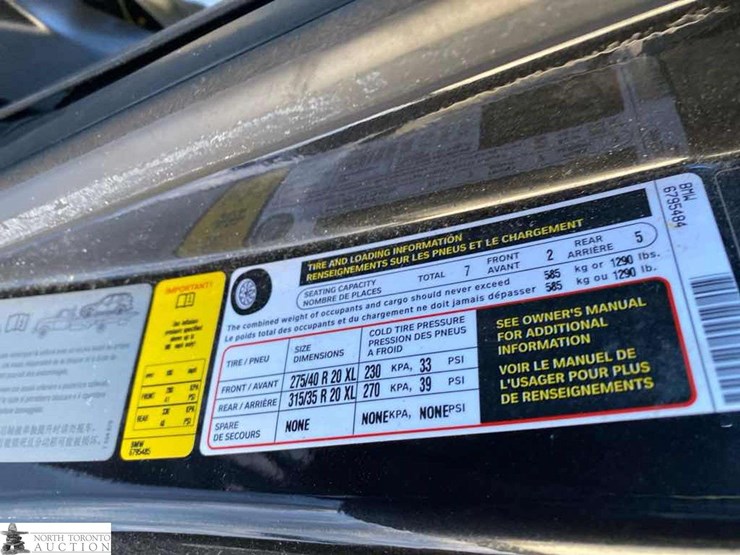 TIRE AND LOADING INFORMATION
RENSEIGNEMENTS SUR LES PNEUS ET LE CHARGEMENT
SEATING CAPACITY
NOMBRE DE PLACES
TOTAL 7
FRONT
AVANT 2
REAR
ARRIÈRE 5
The combined weight of occupants and cargo should never exceed 585 kg or 1290 lbs.
Le poids total des occupants et du chargement ne doit jamais dépasser 585 kg ou 1290 lb.
TIRE / PNEU
SIZE
DIMENSIONS
COLD TIRE PRESSURE
PRESSION DES PNEUS
A FROID
FRONT / AVANT 275/40 R 20 XL 230 KPA, 33 PSI
REAR / ARRIÈRE 315/35 R 20 XL 270 KPA, 39 PSI
SPARE
DE SECOURS NONE NONE KPA, NONE PSI
SEE OWNER'S MANUAL
FOR ADDITIONAL
INFORMATION
VOIR LE MANUEL DE
L'USAGER POUR PLUS
DE RENSEIGNEMENTS
BMW
6795484
IMPORTANT!
FRONT
KPA
PSI
REAR
KPA
PSI
BMW
6795485
NORTH TORONTO
AUCTION